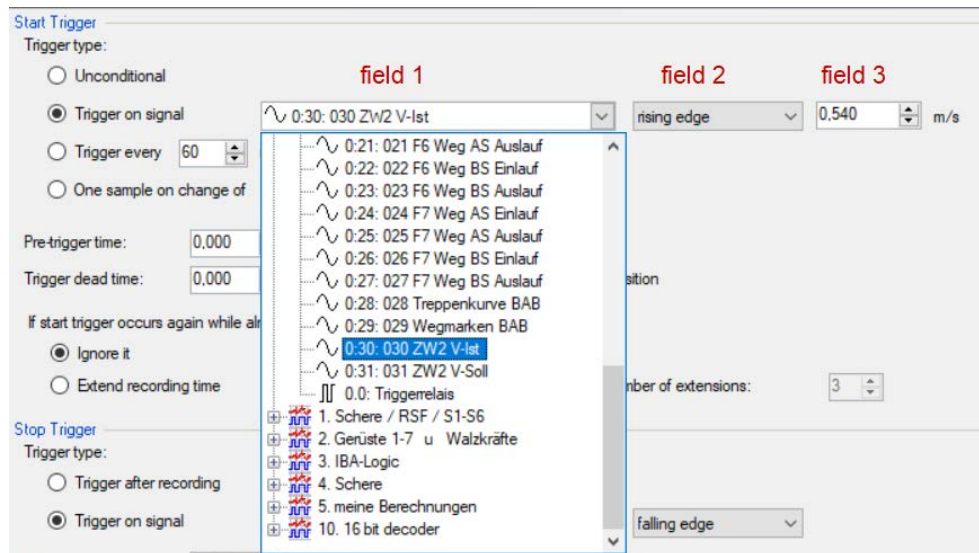 Start Trigger
Trigger type:
Unconditional
field 1 field 2 field 3
Trigger on signal 0:30: 030 ZW2 V-Ist rising edge 0,540 m/s
Trigger every 60
One sample on change of
Pre-trigger time: 0,000
Trigger dead time: 0,000 sition
If start trigger occurs again while alr
Ignore it
Extend recording time mber of extensions: 3
0:21: 021 F6 Weg AS Auslauf
0:22: 022 F6 Weg BS Einlauf
0:23: 023 F6 Weg BS Auslauf
0:24: 024 F7 Weg AS Einlauf
0:25: 025 F7 Weg AS Auslauf
0:26: 026 F7 Weg BS Einlauf
0:27: 027 F7 Weg BS Auslauf
0:28: 028 Treppenkurve BAB
0:29: 029 Wegmarken BAB
0:30: 030 ZW2 V-Ist
0:31: 031 ZW2 V-Soll
0.0: Triggerrelais
1. Schere / RSF / S1-S6
2. Gerüste 1-7 u Walzkräfte
3. IBA-Logic
4. Schere
5. meine Berechnungen
10. 16 bit decoder
Stop Trigger
Trigger type:
Trigger after recording
Trigger on signal falling edge